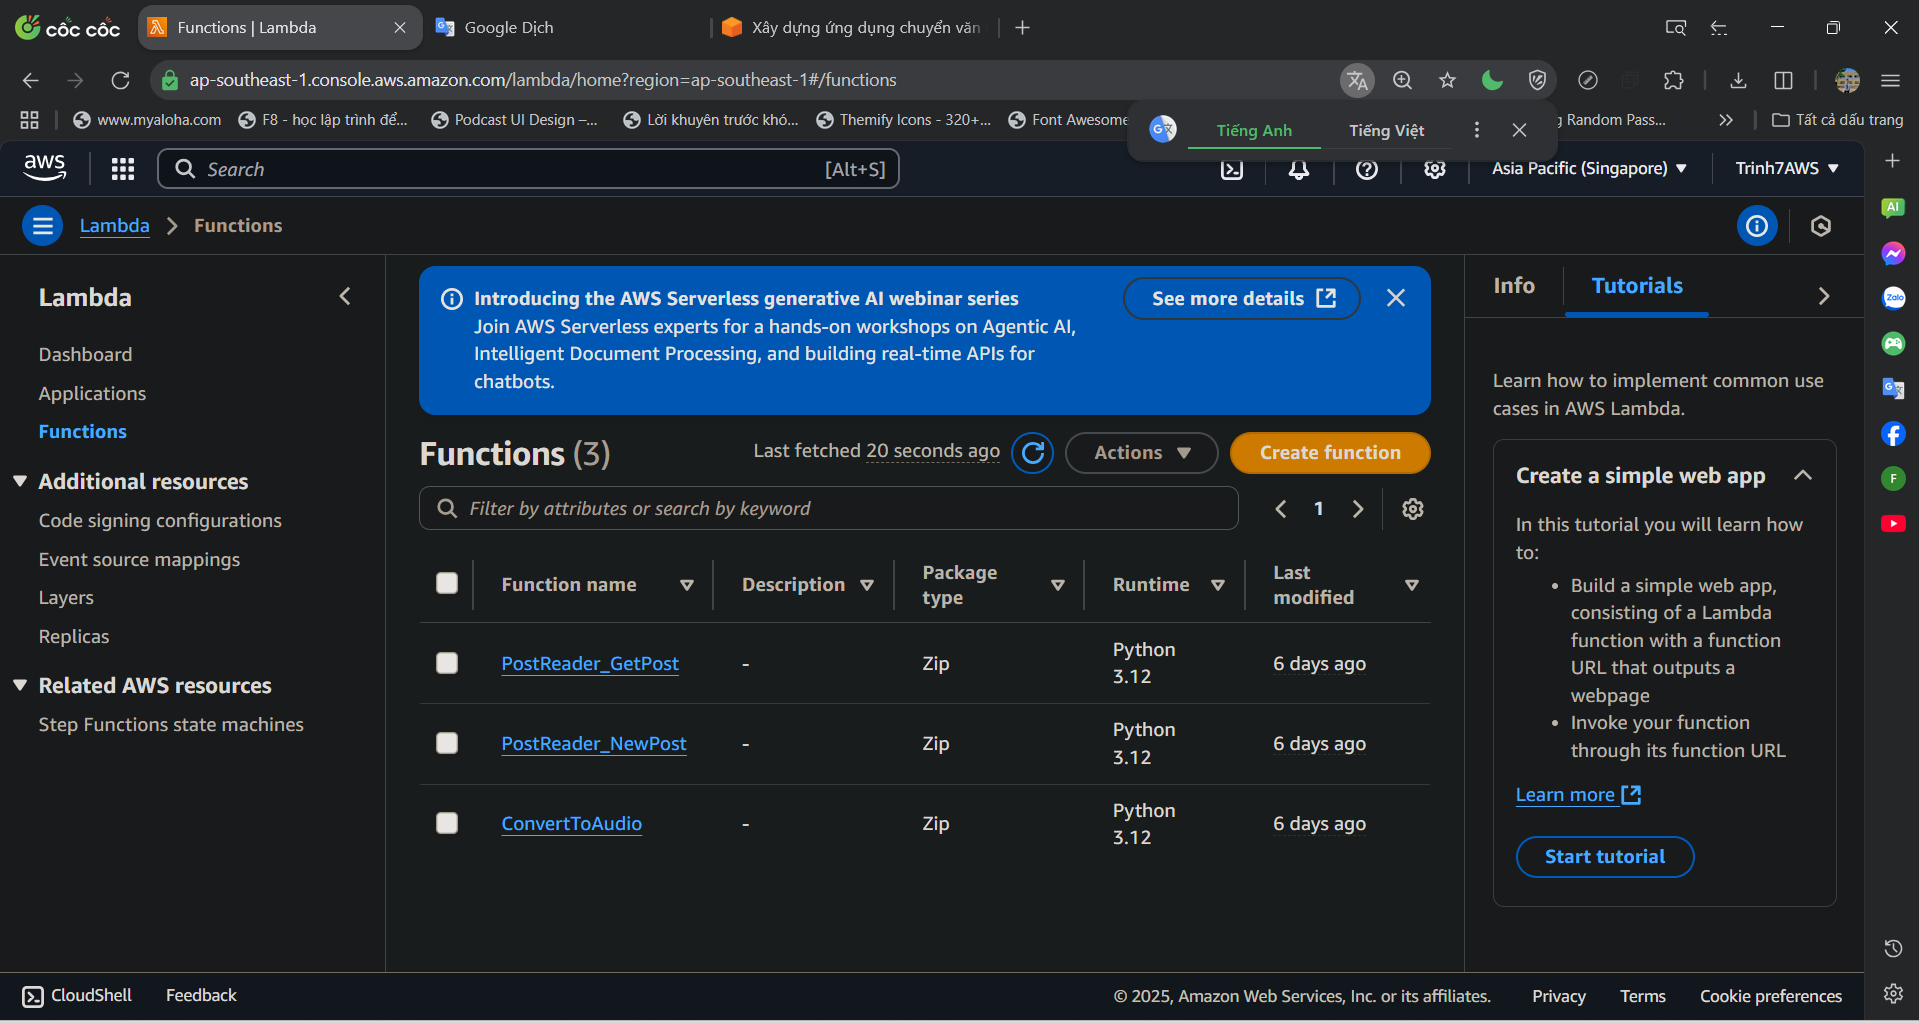 cốc cốc
Functions | Lambda
Google Dịch
Xây dựng ứng dụng chuyển văn
ap-southeast-1.console.aws.amazon.com/lambda/home?region=ap-southeast-1#/functions
www.myaloha.com
F8 - học lập trình để...
Podcast UI Design –...
Lời khuyên trước khó...
Themify Icons - 320+...
Font Awesome
Tiếng Anh
Tiếng Việt
g Random Pass...
Tất cả dấu trang
aws
Search
[Alt+S]
Asia Pacific (Singapore)
Trinh7AWS
Lambda
Functions
Lambda
Dashboard
Applications
Functions
Additional resources
Code signing configurations
Event source mappings
Layers
Replicas
Related AWS resources
Step Functions state machines
Introducing the AWS Serverless generative AI webinar series
Join AWS Serverless experts for a hands-on workshops on Agentic AI,
Intelligent Document Processing, and building real-time APIs for
chatbots.
See more details
Functions (3)
Last fetched 20 seconds ago
Actions
Create function
Filter by attributes or search by keyword
1
Function name
Description
Package
type
Runtime
Last
modified
PostReader_GetPost
-
Zip
Python
3.12
6 days ago
PostReader_NewPost
-
Zip
Python
3.12
6 days ago
ConvertToAudio
-
Zip
Python
3.12
6 days ago
Info
Tutorials
Learn how to implement common use
cases in AWS Lambda.
Create a simple web app
In this tutorial you will learn how
to:
• Build a simple web app,
consisting of a Lambda
function with a function
URL that outputs a
webpage
• Invoke your function
through its function URL
Learn more
Start tutorial
AI
Zalo
F
CloudShell
Feedback
© 2025, Amazon Web Services, Inc. or its affiliates.
Privacy
Terms
Cookie preferences